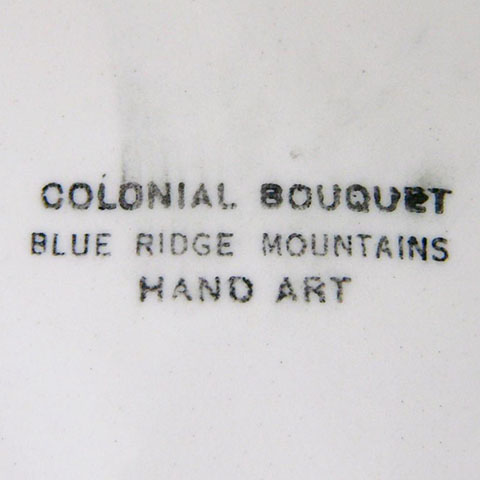 COLONIAL BOUQUET
BLUE RIDGE MOUNTAINS
HAND ART